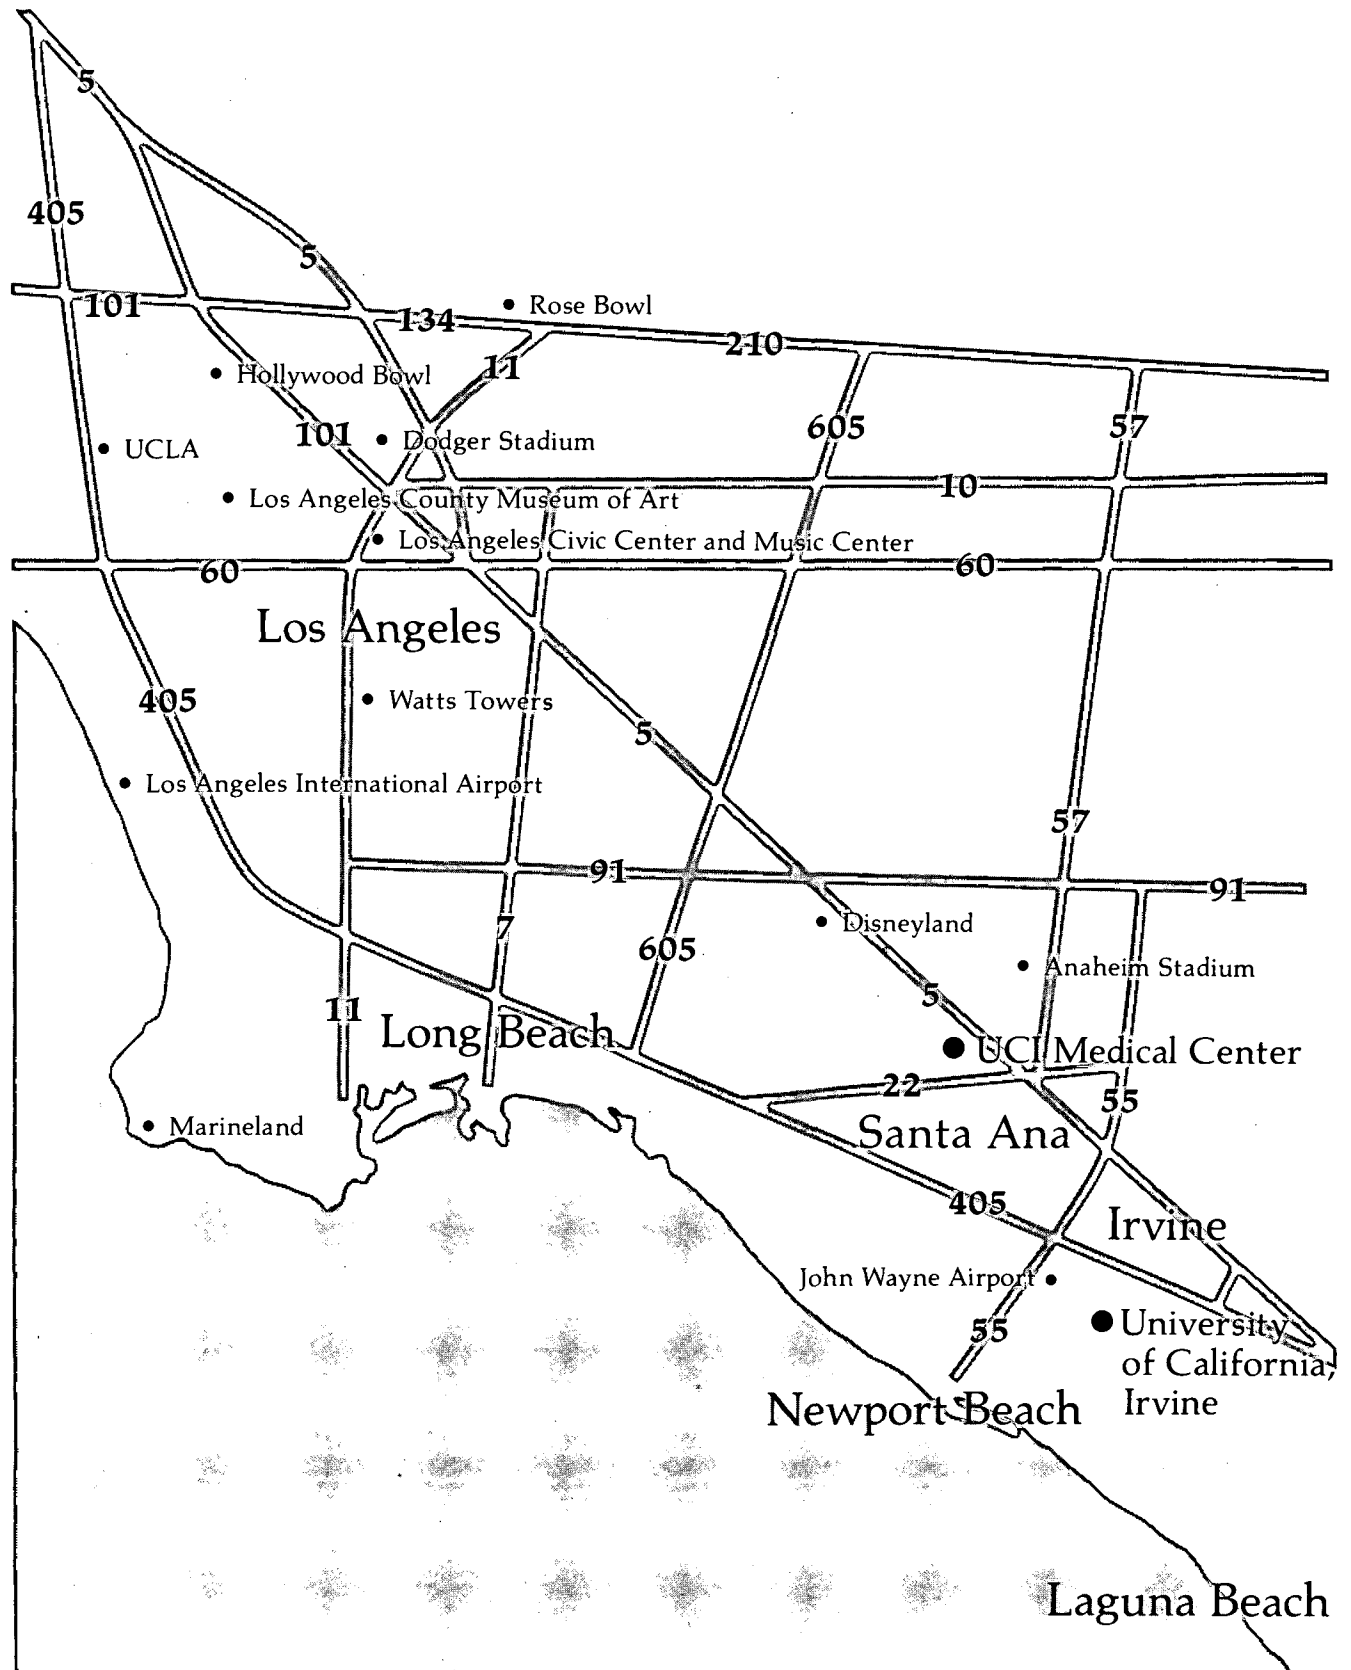 5
405
5
101
134
Rose Bowl
210
11
Hollywood Bowl
101
Dodger Stadium
605
57
UCLA
10
Los Angeles County Museum of Art
Los Angeles Civic Center and Music Center
60
60
Los Angeles
405
Watts Towers
5
Los Angeles International Airport
57
91
91
7
Disneyland
605
Anaheim Stadium
5
11
Long Beach
UCI Medical Center
22
55
Marineland
Santa Ana
405
Irvine
John Wayne Airport
55
University
of California,
Irvine
Newport Beach
Laguna Beach